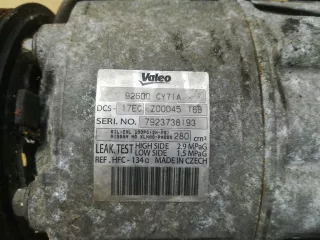 Valeo
92600 CY71A
DCS- 17EC Z00045 16B
SERI. NO. 7923738193
280 cm³
LEAK. TEST HIGH SIDE 2.9 MPaG
LOW SIDE 1.5 MPaG
REF. HFC-134a MADE IN CZECH